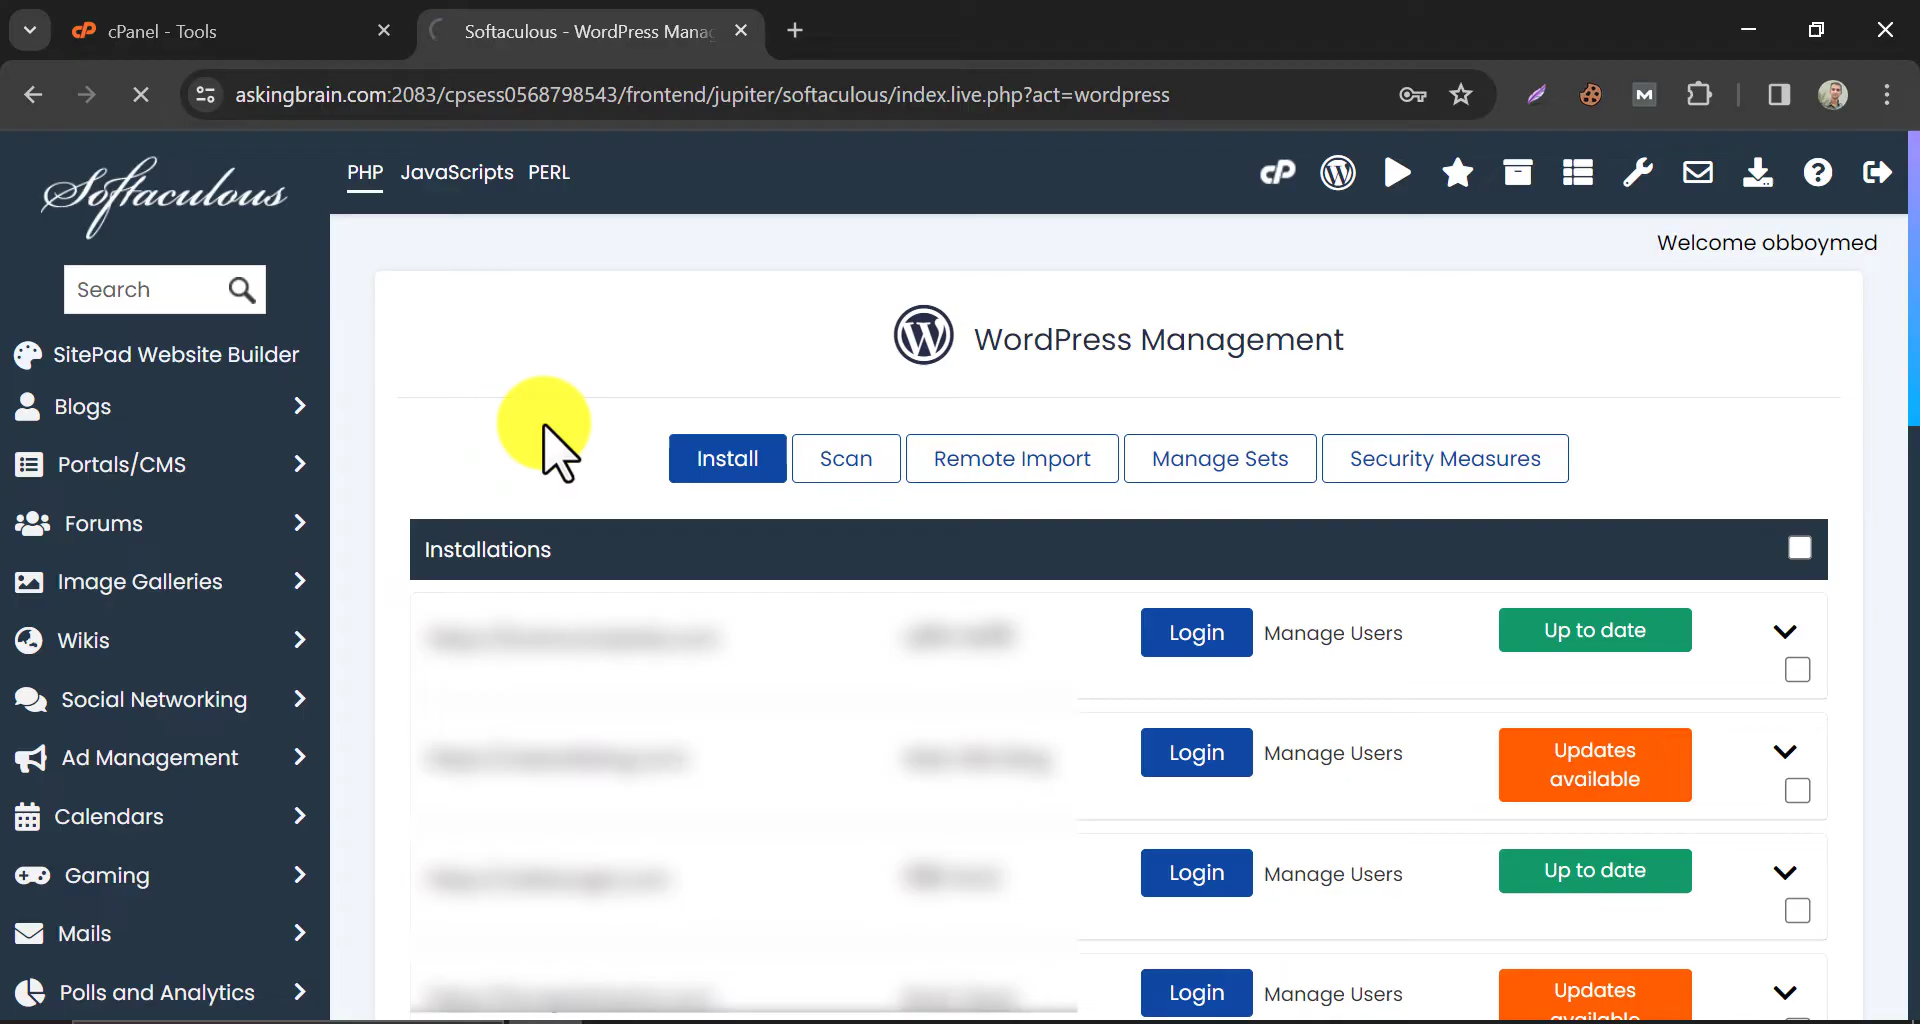 cPanel - Tools
Softaculous - WordPress Mana
askingbrain.com:2083/cpsess0568798543/frontend/jupiter/softaculous/index.live.php?act=wordpress
Softaculous
PHP JavaScripts PERL
Welcome obboymed
Search
SitePad Website Builder
Blogs
Portals/CMS
Forums
Image Galleries
Wikis
Social Networking
Ad Management
Calendars
Gaming
Mails
Polls and Analytics
WordPress Management
Install Scan Remote Import Manage Sets Security Measures
Installations
Login Manage Users Up to date
Login Manage Users Updates available
Login Manage Users Up to date
Login Manage Users Updates available